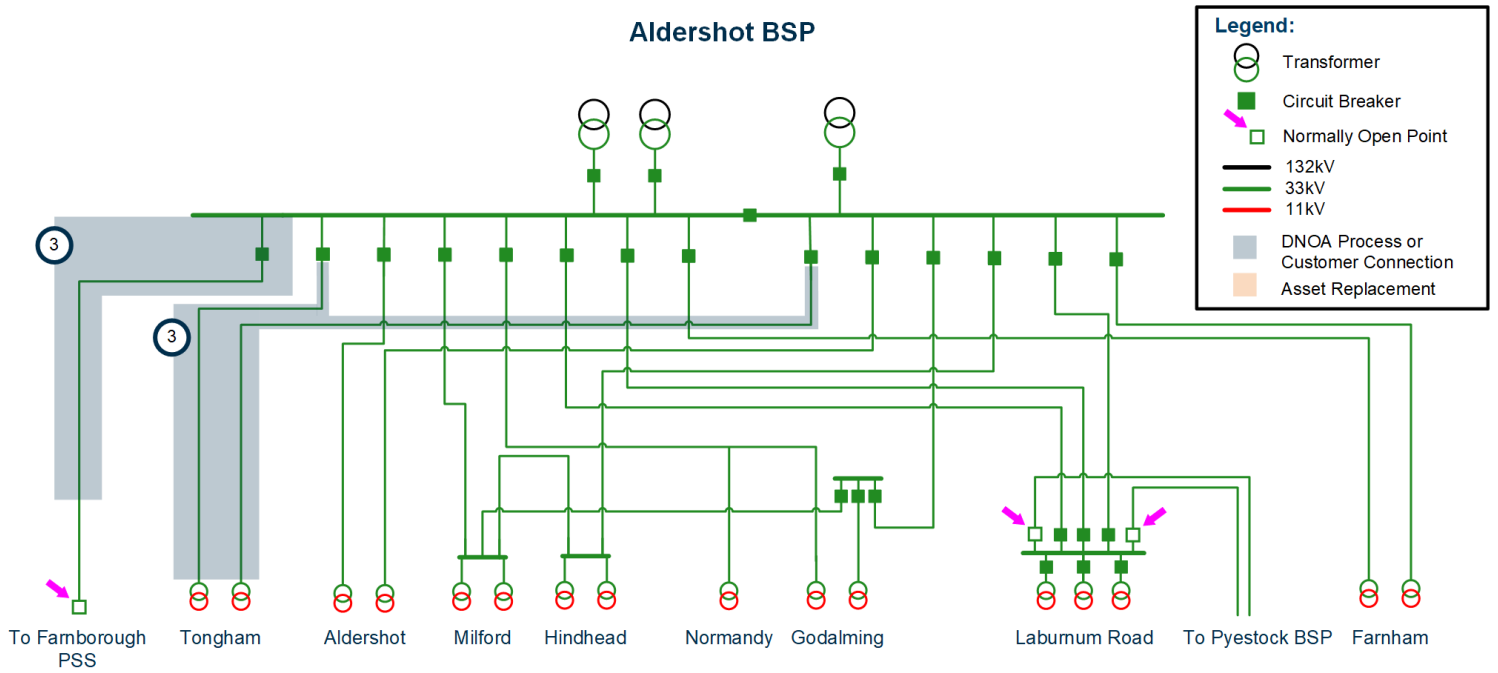 Aldershot BSP
Legend:
Transformer
Circuit Breaker
Normally Open Point
132kV
33kV
11kV
DNOA Process or
Customer Connection
Asset Replacement
3
3
To Farnborough
PSS
Tongham
Aldershot
Milford
Hindhead
Normandy
Godalming
Laburnum Road
To Pyestock BSP
Farnham